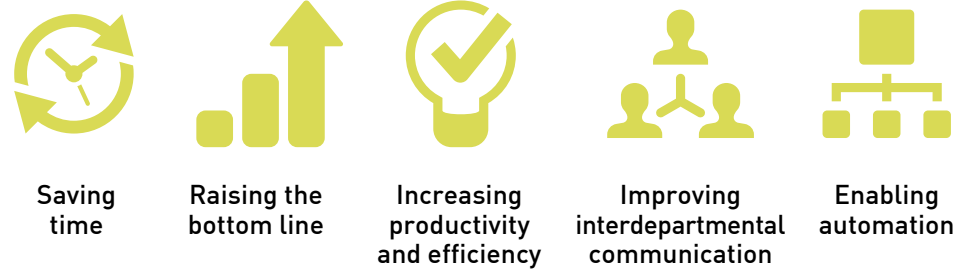 Saving
time
Raising the
bottom line
Increasing
productivity
and efficiency
Improving
interdepartmental
communication
Enabling
automation